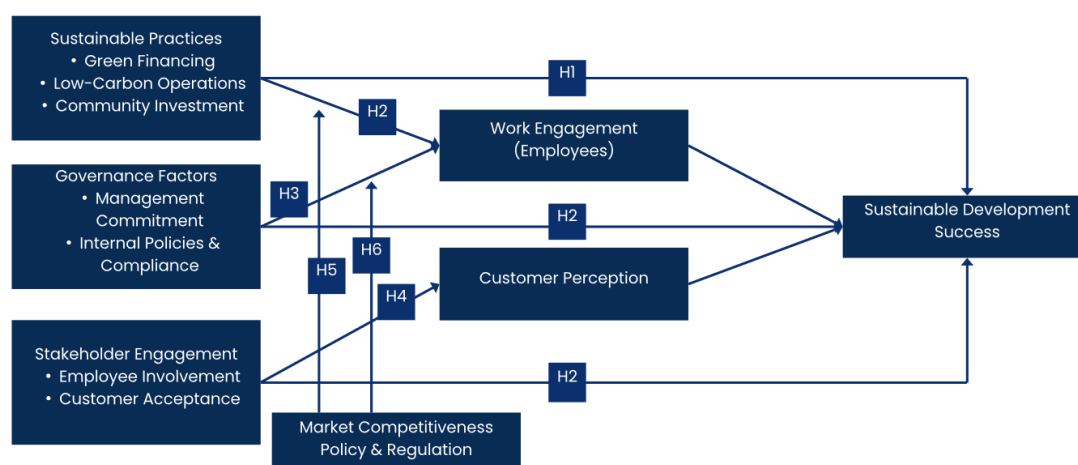 Sustainable Practices
• Green Financing
• Low-Carbon Operations
• Community Investment
H1
H2
Work Engagement
(Employees)
Governance Factors
• Management
Commitment
• Internal Policies &
Compliance
H3
H2
Sustainable Development
Success
H6
H5
Customer Perception
H4
Stakeholder Engagement
• Employee Involvement
• Customer Acceptance
H2
Market Competitiveness
Policy & Regulation